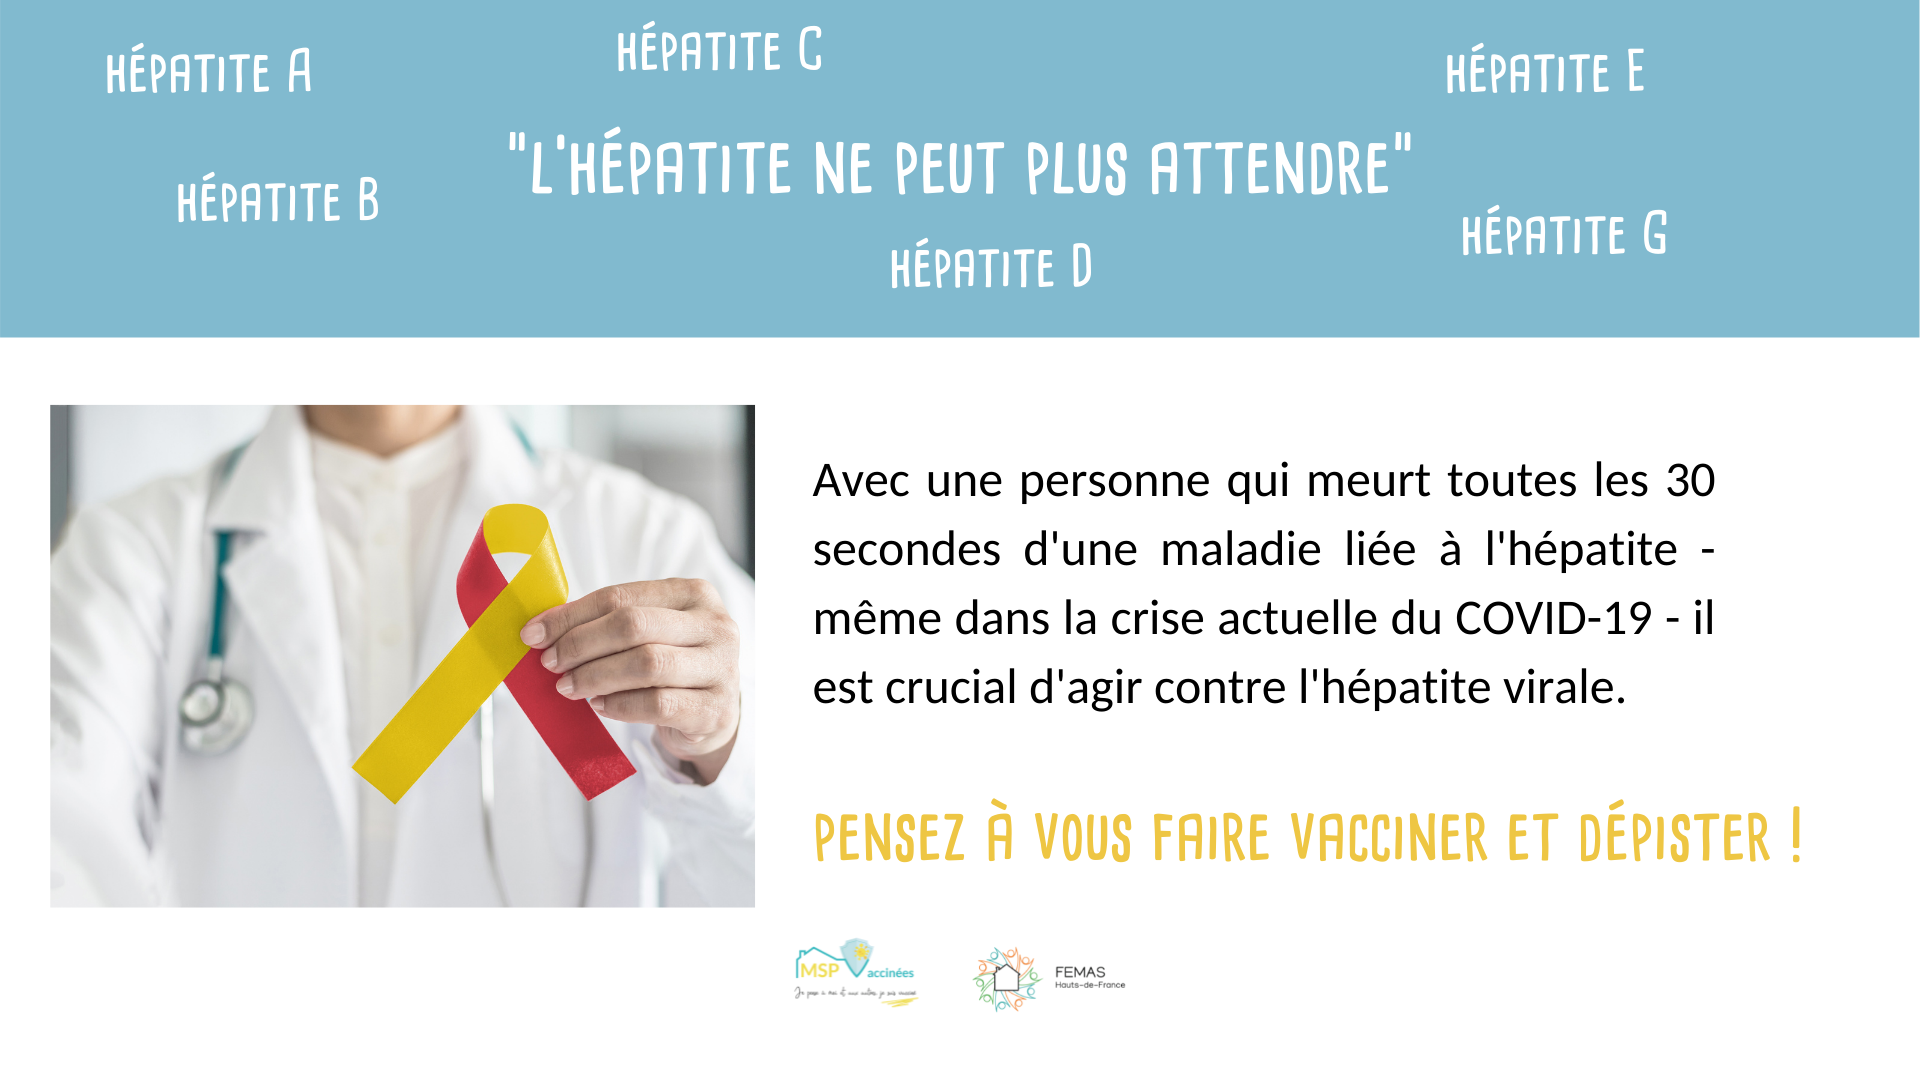 HÉPATITE A
HÉPATITE C
HÉPATITE E
"L'HÉPATITE NE PEUT PLUS ATTENDRE"
HÉPATITE B
HÉPATITE G
HÉPATITE D
Avec une personne qui meurt toutes les 30
secondes d'une maladie liée à l'hépatite -
même dans la crise actuelle du COVID-19 - il
est crucial d'agir contre l'hépatite virale.
PENSEZ À VOUS FAIRE VACCINER ET DÉPISTER !
MSP Vaccinées
FEMAS
Hauts-de-France